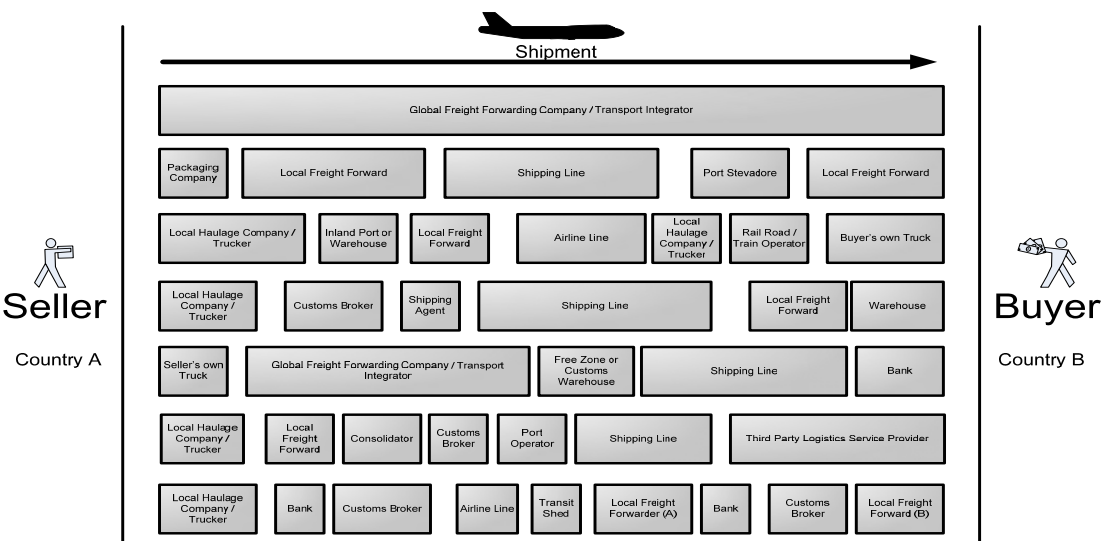 Shipment
Global Freight Forwarding Company / Transport Integrator
Packaging
Company
Local Freight Forward
Shipping Line
Port Stevadore
Local Freight Forward
Local Haulage Company /
Trucker
Inland Port or
Warehouse
Local Freight
Forward
Airline Line
Local
Haulage
Company /
Trucker
Rail Road /
Train Operator
Buyer's own Truck
Local Haulage
Company /
Trucker
Customs Broker
Shipping
Agent
Shipping Line
Local Freight
Forward
Warehouse
Seller
Country A
Buyer
Country B
Seller's own
Truck
Global Freight Forwarding Company / Transport
Integrator
Free Zone or
Customs
Warehouse
Shipping Line
Bank
Local Haulage
Company /
Trucker
Local
Freight
Forward
Consolidator
Customs
Broker
Port
Operator
Shipping Line
Third Party Logistics Service Provider
Local Haulage
Company /
Trucker
Bank
Customs Broker
Airline Line
Transit
Shed
Local Freight
Forwarder (A)
Bank
Customs
Broker
Local Freight
Forward (B)